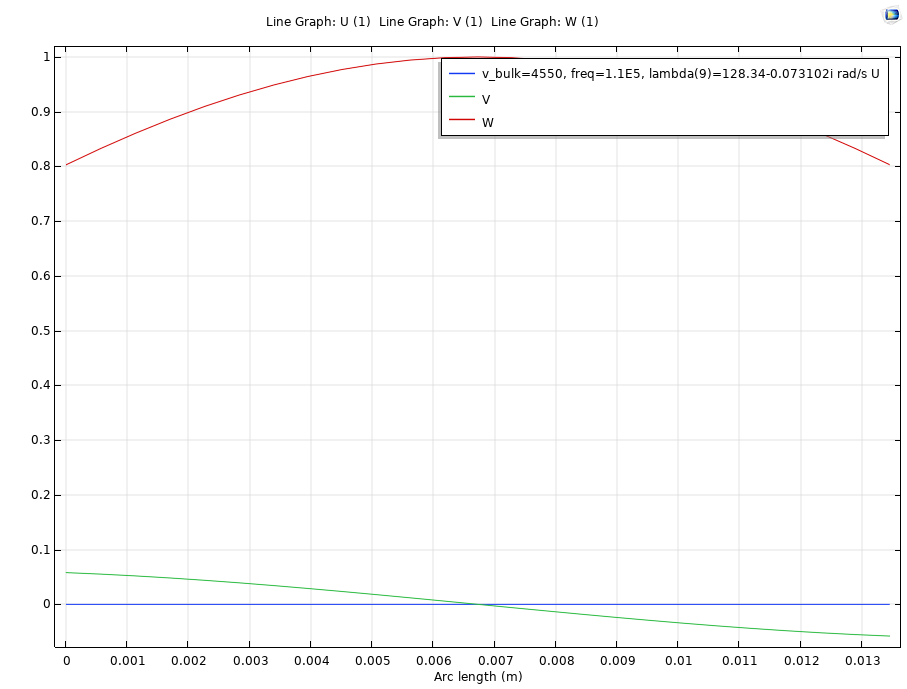 Line Graph: U (1) Line Graph: V (1) Line Graph: W (1)
v_bulk=4550, freq=1.1E5, lambda(9)=128.34-0.073102i rad/s U
V
W
1
0.9
0.8
0.7
0.6
0.5
0.4
0.3
0.2
0.1
0
0 0.001 0.002 0.003 0.004 0.005 0.006 0.007 0.008 0.009 0.01 0.011 0.012 0.013
Arc length (m)